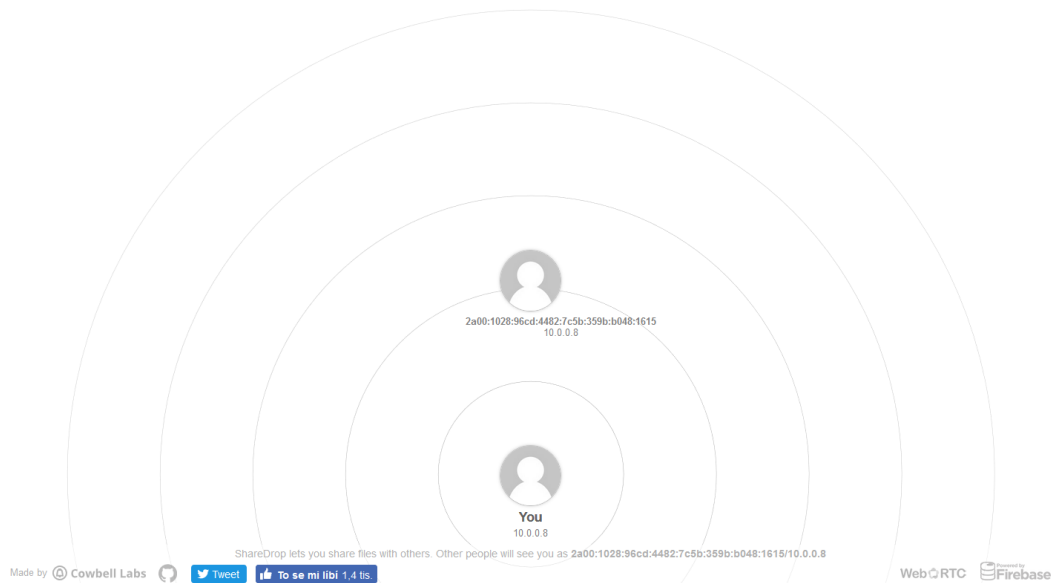 2a00:1028:96cd:4482:7c5b:359b:b048:1615
10.0.0.8
You
10.0.0.8
ShareDrop lets you share files with others. Other people will see you as 2a00:1028:96cd:4482:7c5b:359b:b048:1615/10.0.0.8
Made by Cowbell Labs Tweet To se mi líbí 1,4 tis. WebRTC Powered by Firebase